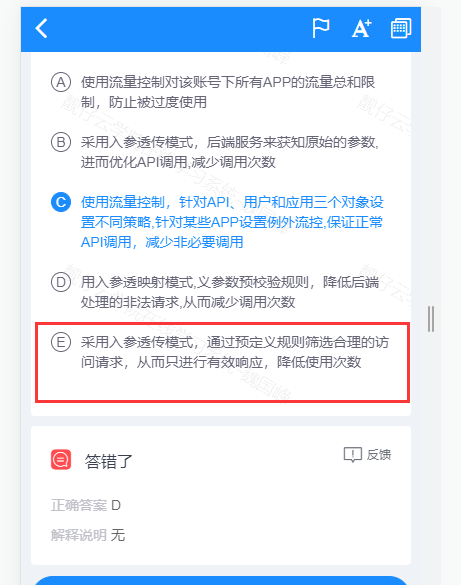 A⁺
A 使用流量控制对该账号下所有APP的流量总和限
制，防止被过度使用
B 采用入参透传模式，后端服务来获知原始的参数,
进而优化API调用,减少调用次数
C 使用流量控制，针对API、用户和应用三个对象设
置不同策略,针对某些APP设置例外流控,保证正常
API调用，减少非必要调用
D 用入参透映射模式,义参数预校验规则，降低后端
处理的非法请求,从而减少调用次数
E 采用入参透传模式，通过预定义规则筛选合理的访
问请求，从而只进行有效响应，降低使用次数
答错了
反馈
正确答案 D
解释说明 无